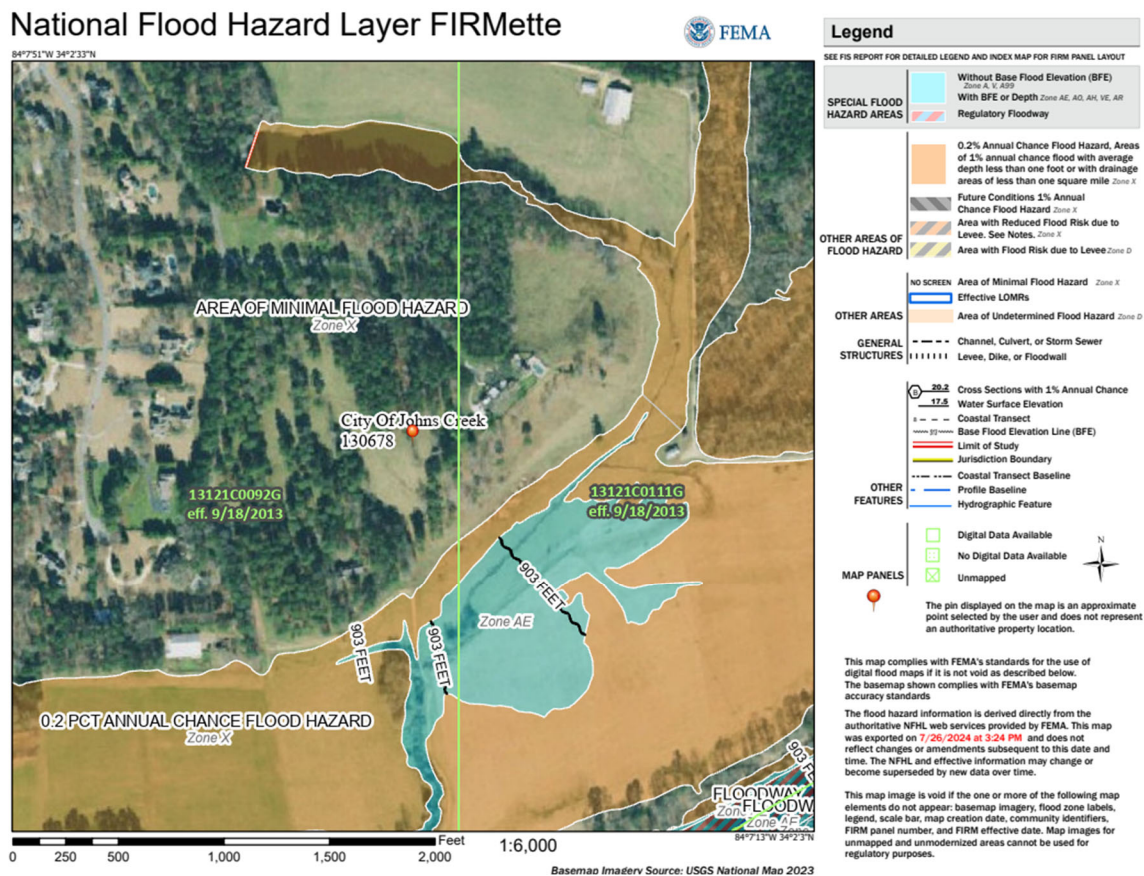 National Flood Hazard Layer FIRMette
FEMA
84°7'51"W 34°2'33"N
AREA OF MINIMAL FLOOD HAZARD
Zone X
City Of Johns Creek
130678
13121C0092G
eff. 9/18/2013
13121C0111G
eff. 9/18/2013
903 FEET
Zone AE
903 FEET
903 FEET
0.2 PCT ANNUAL CHANCE FLOOD HAZARD
Zone X
903 FE
FLOODWAY
FLOODW
Zone AE
84°7'13"W 34°2'3"N
Feet
0 250 500 1,000 1,500 2,000
1:6,000
Basemap Imagery Source: USGS National Map 2023
Legend
SEE FIS REPORT FOR DETAILED LEGEND AND INDEX MAP FOR FIRM PANEL LAYOUT
SPECIAL FLOOD
HAZARD AREAS
Without Base Flood Elevation (BFE)
Zone A, V, A99
With BFE or Depth Zone AE, AO, AH, VE, AR
Regulatory Floodway
0.2% Annual Chance Flood Hazard, Areas
of 1% annual chance flood with average
depth less than one foot or with drainage
areas of less than one square mile Zone X
Future Conditions 1% Annual
Chance Flood Hazard Zone X
Area with Reduced Flood Risk due to
Levee. See Notes. Zone X
Area with Flood Risk due to Levee Zone D
OTHER AREAS OF
FLOOD HAZARD
NO SCREEN Area of Minimal Flood Hazard Zone X
Effective LOMRs
Area of Undetermined Flood Hazard Zone D
OTHER AREAS
Channel, Culvert, or Storm Sewer
Levee, Dike, or Floodwall
GENERAL
STRUCTURES
B 20.2 Cross Sections with 1% Annual Chance
17.5 Water Surface Elevation
Coastal Transect
Base Flood Elevation Line (BFE)
Limit of Study
Jurisdiction Boundary
Coastal Transect Baseline
Profile Baseline
Hydrographic Feature
OTHER
FEATURES
Digital Data Available
No Digital Data Available
Unmapped
MAP PANELS
N
The pin displayed on the map is an approximate
point selected by the user and does not represent
an authoritative property location.
This map complies with FEMA's standards for the use of
digital flood maps if it is not void as described below.
The basemap shown complies with FEMA's basemap
accuracy standards
The flood hazard information is derived directly from the
authoritative NFHL web services provided by FEMA. This map
was exported on 7/26/2024 at 3:24 PM and does not
reflect changes or amendments subsequent to this date and
time. The NFHL and effective information may change or
become superseded by new data over time.
This map image is void if the one or more of the following map
elements do not appear: basemap imagery, flood zone labels,
legend, scale bar, map creation date, community identifiers,
FIRM panel number, and FIRM effective date. Map images for
unmapped and unmodernized areas cannot be used for
regulatory purposes.